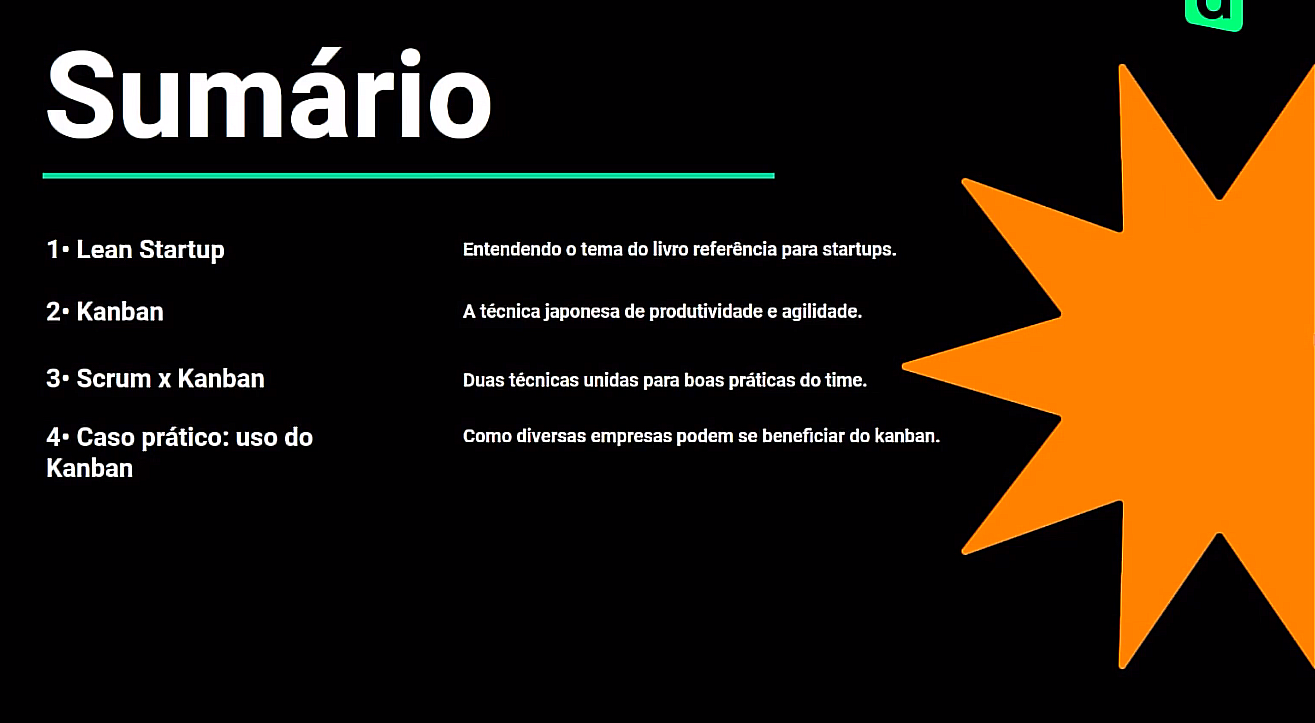 Sumário
1• Lean Startup
Entendendo o tema do livro referência para startups.
2• Kanban
A técnica japonesa de produtividade e agilidade.
3• Scrum x Kanban
Duas técnicas unidas para boas práticas do time.
4• Caso prático: uso do
Kanban
Como diversas empresas podem se beneficiar do kanban.